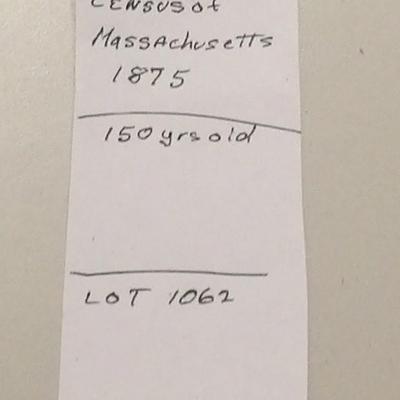 Census of
Massachusetts
1875
150 yrs old
LOT 1062